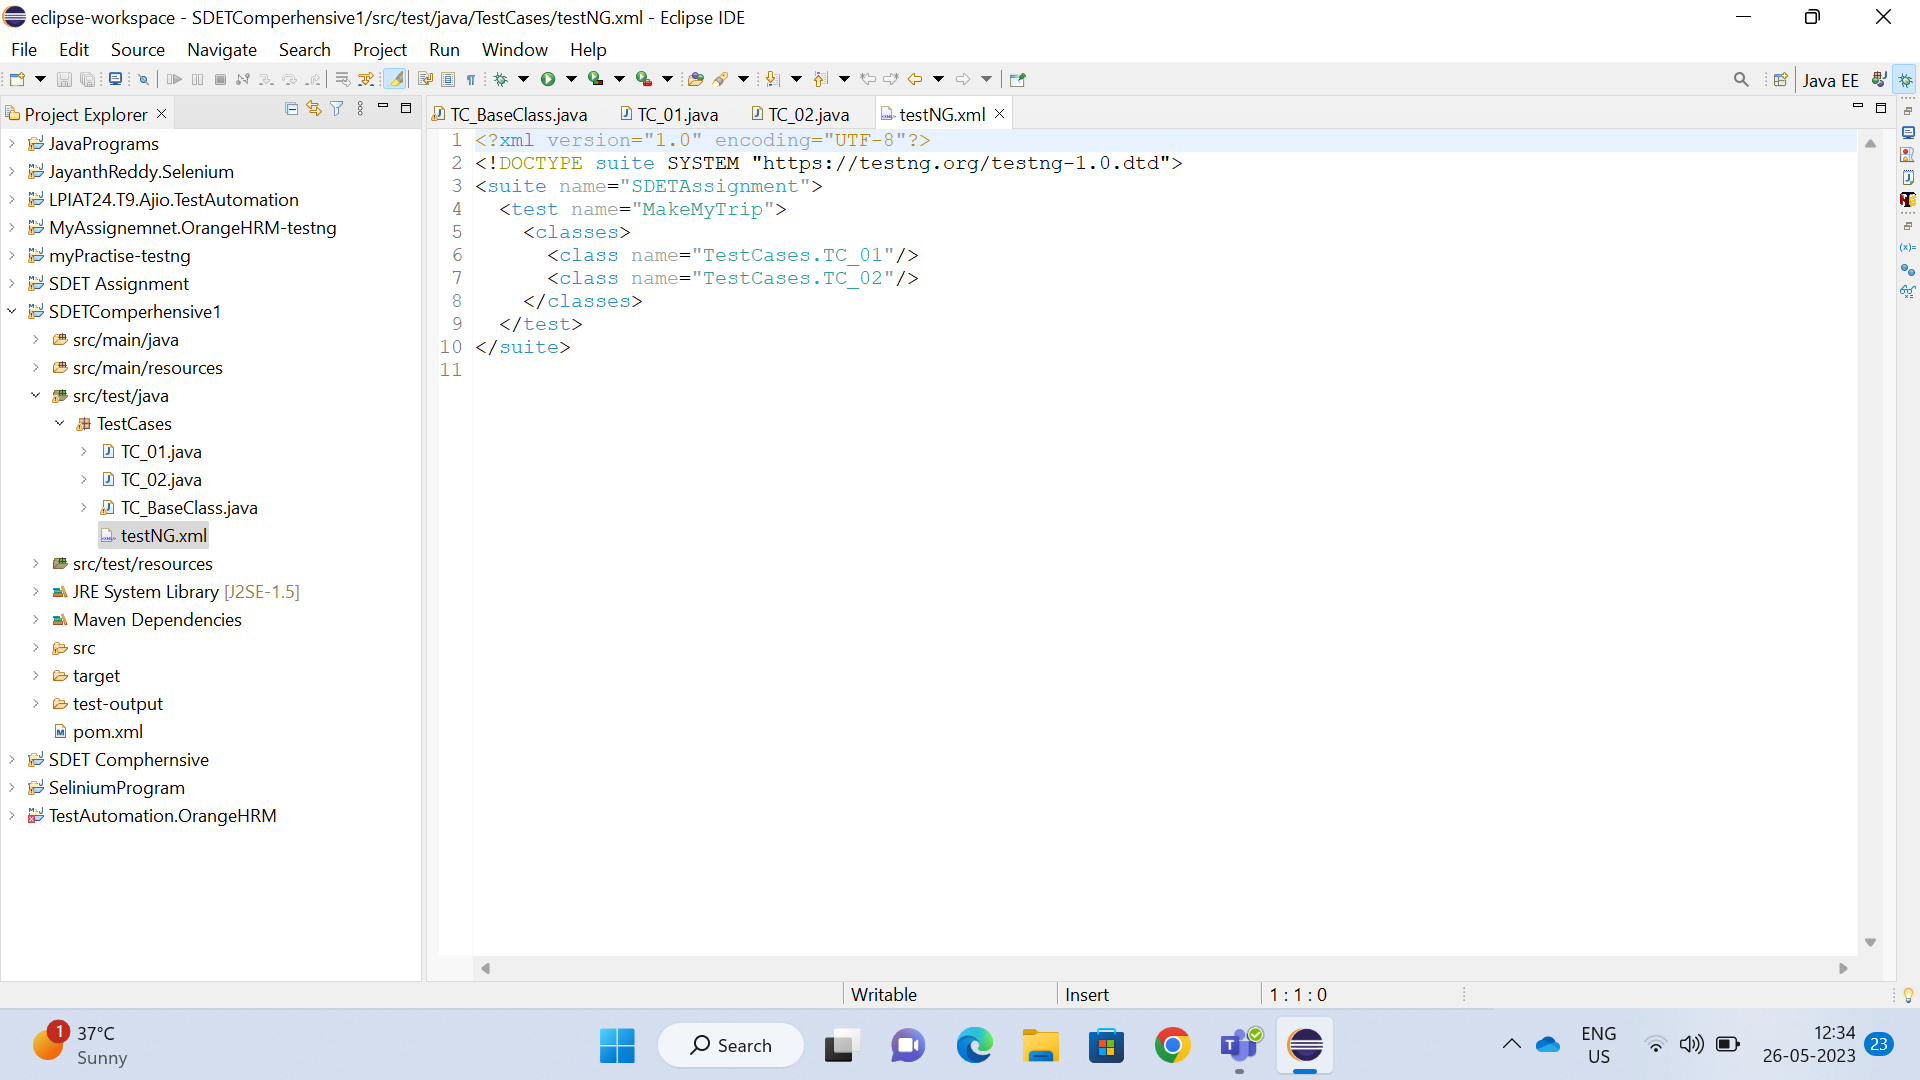 eclipse-workspace - SDETComperhensive1/src/test/java/TestCases/testNG.xml - Eclipse IDE
File Edit Source Navigate Search Project Run Window Help
Java EE
Project Explorer
JavaPrograms
JayanthReddy.Selenium
LPIAT24.T9.Ajio.TestAutomation
MyAssignemnet.OrangeHRM-testng
myPractise-testng
SDET Assignment
SDETComperhensive1
src/main/java
src/main/resources
src/test/java
TestCases
TC_01.java
TC_02.java
TC_BaseClass.java
testNG.xml
src/test/resources
JRE System Library [J2SE-1.5]
Maven Dependencies
src
target
test-output
pom.xml
SDET Comphernsive
SeliniumProgram
TestAutomation.OrangeHRM
TC_BaseClass.java TC_01.java TC_02.java testNG.xml
1 <?xml version="1.0" encoding="UTF-8"?>
2 <!DOCTYPE suite SYSTEM "https://testng.org/testng-1.0.dtd">
3 <suite name="SDETAssignment">
4 <test name="MakeMyTrip">
5 <classes>
6 <class name="TestCases.TC_01"/>
7 <class name="TestCases.TC_02"/>
8 </classes>
9 </test>
10 </suite>
11
Writable Insert 1 : 1 : 0
1
37°C
Sunny
Search
ENG
US
12:34
26-05-2023
23